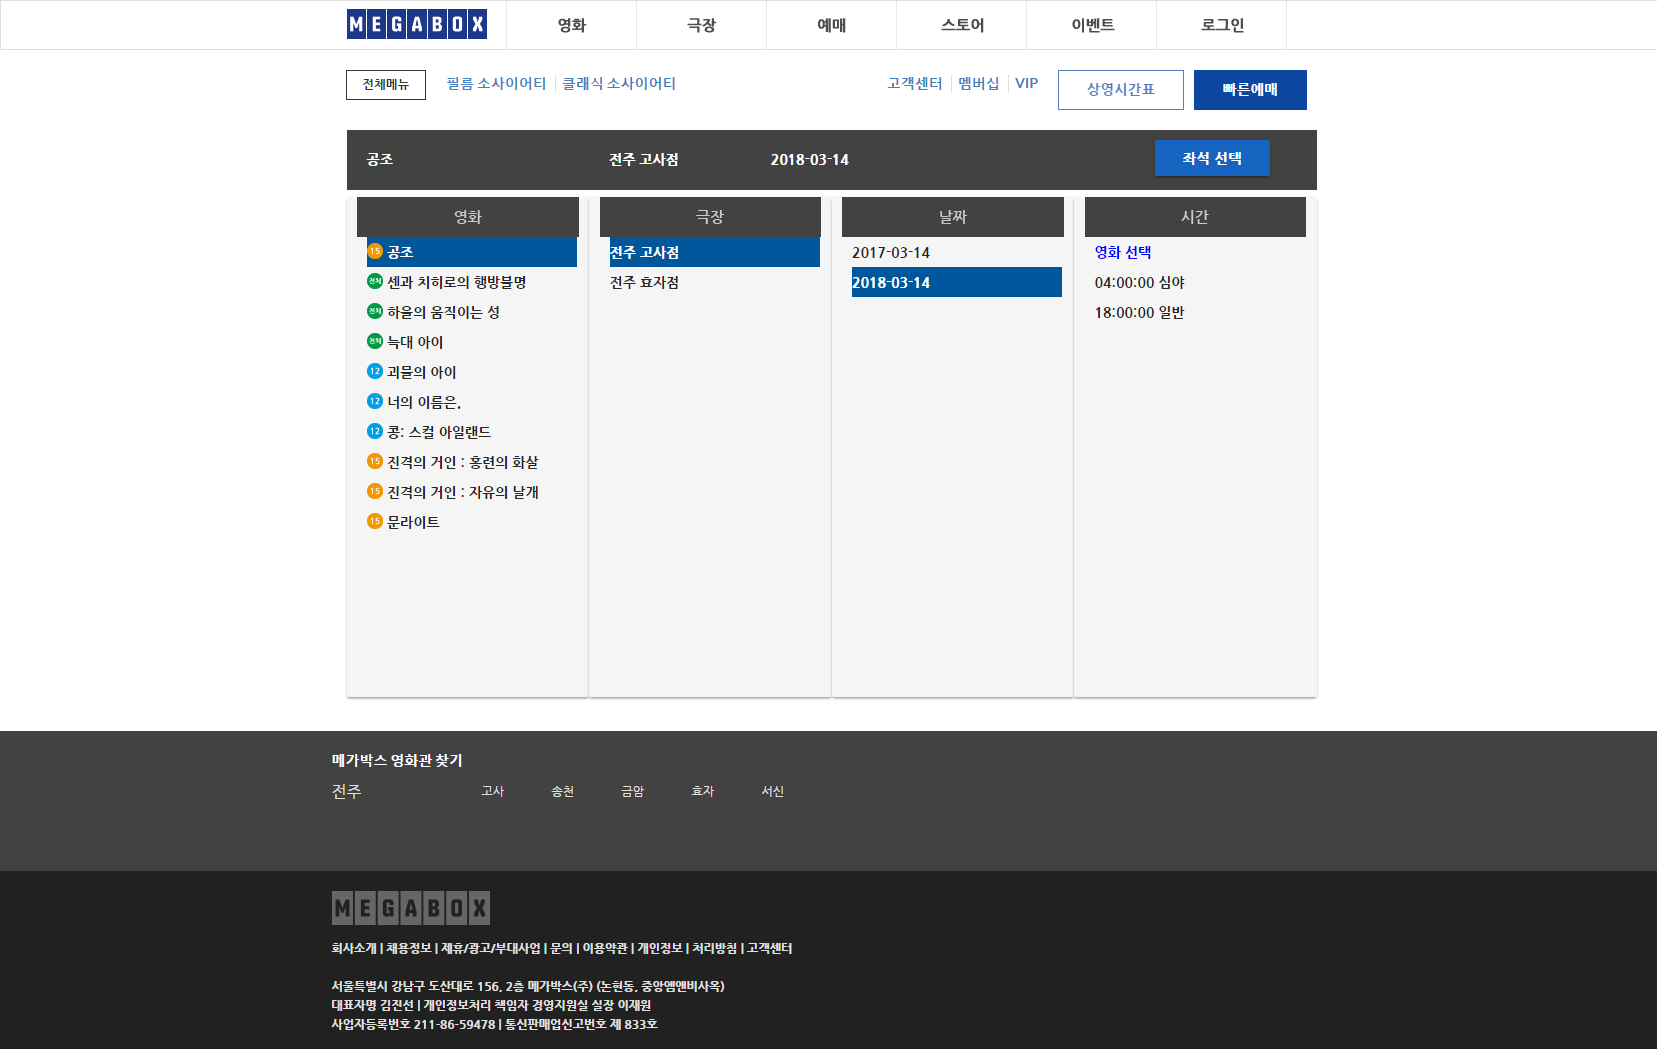 MEGABOX 영화 극장 예매 스토어 이벤트 로그인
전체메뉴 필름 소사이어티 클래식 소사이어티 고객센터 멤버십 VIP 상영시간표 빠른예매
공조 전주 고사점 2018-03-14 좌석 선택
영화 극장 날짜 시간
15 공조 전주 고사점 2017-03-14 영화 선택
전체 센과 치히로의 행방불명 전주 효자점 2018-03-14 04:00:00 심야
전체 하울의 움직이는 성 18:00:00 일반
전체 늑대 아이
12 괴물의 아이
12 너의 이름은.
12 콩: 스컬 아일랜드
15 진격의 거인 : 홍련의 화살
15 진격의 거인 : 자유의 날개
15 문라이트
메가박스 영화관 찾기
전주 고사 송천 금암 효자 서신
MEGABOX
회사소개 | 채용정보 | 제휴/광고/부대사업 | 문의 | 이용약관 | 개인정보 | 처리방침 | 고객센터
서울특별시 강남구 도산대로 156, 2층 메가박스(주) (논현동, 중앙엠앤비사옥)
대표자명 김진선 | 개인정보처리 책임자 경영지원실 실장 이재원
사업자등록번호 211-86-59478 | 통신판매업신고번호 제 833호